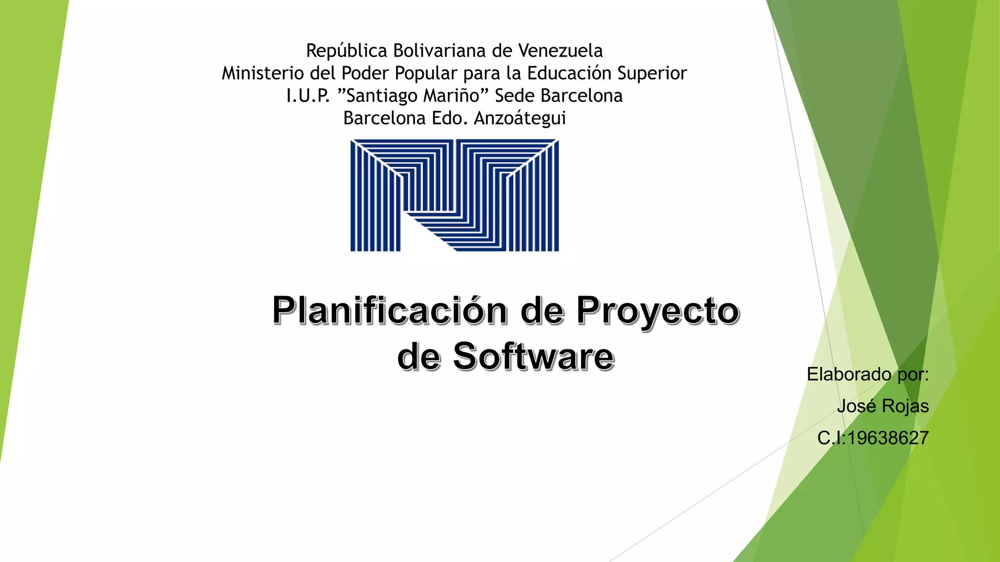 República Bolivariana de Venezuela
Ministerio del Poder Popular para la Educación Superior
I.U.P. ”Santiago Mariño” Sede Barcelona
Barcelona Edo. Anzoátegui
Planificación de Proyecto
de Software
Elaborado por:
José Rojas
C.I:19638627